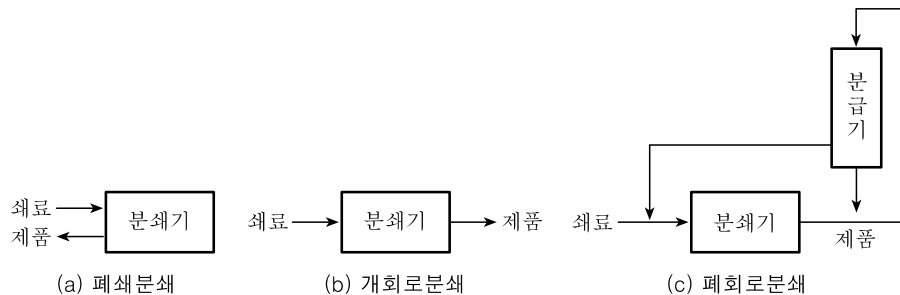 쇄료
제품
분쇄기
(a) 폐쇄분쇄
쇄료
분쇄기
제품
(b) 개회로분쇄
분급기
쇄료
분쇄기
제품
(c) 폐회로분쇄